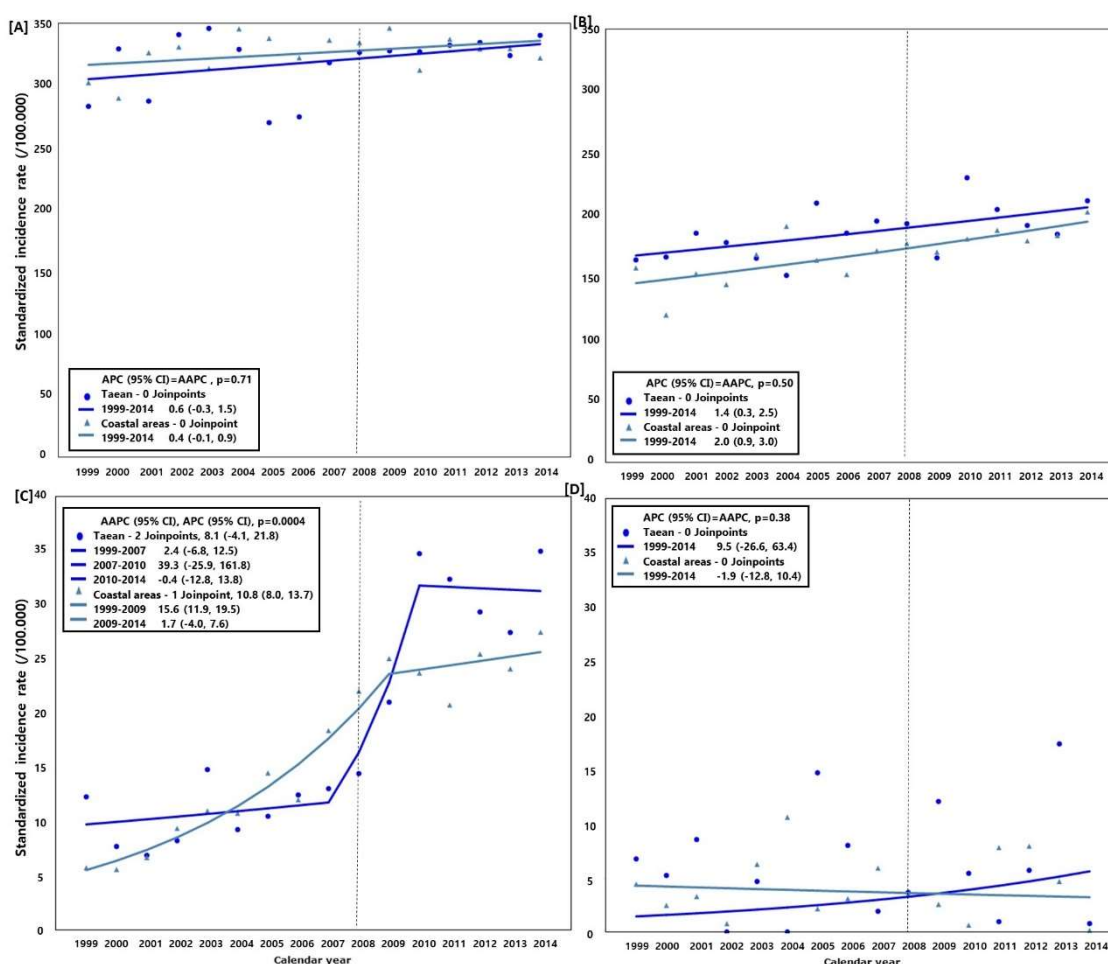 [A]
Standardized incidence rate (/100.000)
350
300
250
200
150
100
50
0
APC (95% CI)=AAPC , p=0.71
Taean - 0 Joinpoints
1999-2014 0.6 (-0.3, 1.5)
Coastal areas - 0 Joinpoint
1999-2014 0.4 (-0.1, 0.9)
1999 2000 2001 2002 2003 2004 2005 2006 2007 2008 2009 2010 2011 2012 2013 2014
[B]
350
300
250
200
150
100
50
0
APC (95% CI)=AAPC, p=0.50
Taean - 0 Joinpoints
1999-2014 1.4 (0.3, 2.5)
Coastal areas - 0 Joinpoint
1999-2014 2.0 (0.9, 3.0)
1999 2000 2001 2002 2003 2004 2005 2006 2007 2008 2009 2010 2011 2012 2013 2014
[C]
Standardized incidence rate (/100.000)
40
35
30
25
20
15
10
5
0
AAPC (95% CI), APC (95% CI), p=0.0004
Taean - 2 Joinpoints, 8.1 (-4.1, 21.8)
1999-2007 2.4 (-6.8, 12.5)
2007-2010 39.3 (-25.9, 161.8)
2010-2014 -0.4 (-12.8, 13.8)
Coastal areas - 1 Joinpoint, 10.8 (8.0, 13.7)
1999-2009 15.6 (11.9, 19.5)
2009-2014 1.7 (-4.0, 7.6)
1999 2000 2001 2002 2003 2004 2005 2006 2007 2008 2009 2010 2011 2012 2013 2014
Calendar year
[D]
40
35
30
25
20
15
10
5
0
APC (95% CI)=AAPC, p=0.38
Taean - 0 Joinpoints
1999-2014 9.5 (-26.6, 63.4)
Coastal areas - 0 Joinpoints
1999-2014 -1.9 (-12.8, 10.4)
1999 2000 2001 2002 2003 2004 2005 2006 2007 2008 2009 2010 2011 2012 2013 2014
Calendar year